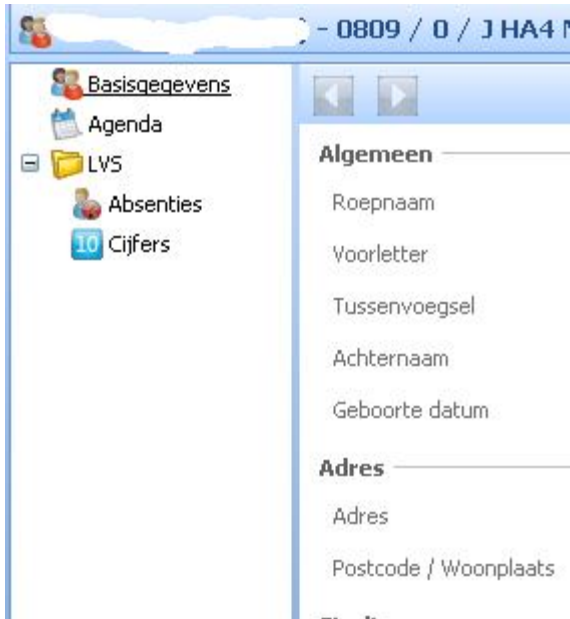 - 0809 / 0 / J HA4
Basisgegevens
Agenda
LVS
Absenties
10 Cijfers
Algemeen
Roepnaam
Voorletter
Tussenvoegsel
Achternaam
Geboorte datum
Adres
Adres
Postcode / Woonplaats